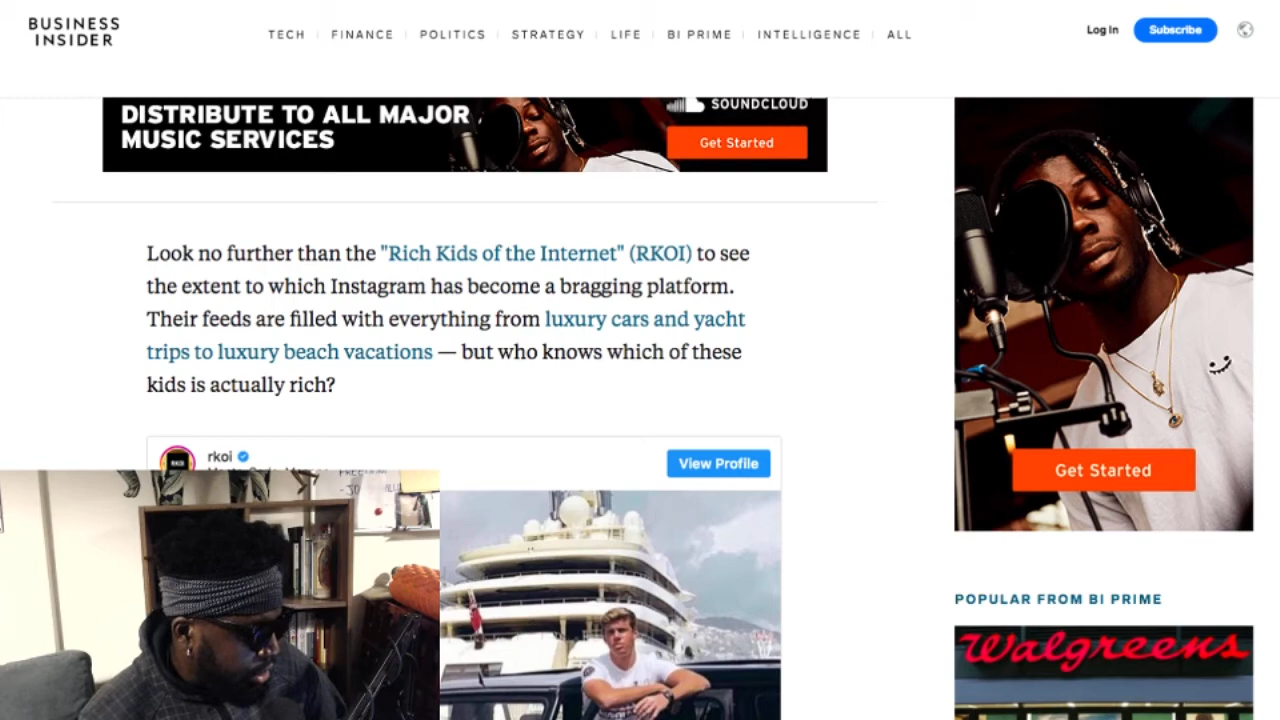 BUSINESS
INSIDER
TECH
FINANCE
POLITICS
STRATEGY
LIFE
BI PRIME
INTELLIGENCE
ALL
Log In
Subscribe
DISTRIBUTE TO ALL MAJOR
MUSIC SERVICES
SOUNDCLOUD
Get Started
Look no further than the "Rich Kids of the Internet" (RKOI) to see
the extent to which Instagram has become a bragging platform.
Their feeds are filled with everything from luxury cars and yacht
trips to luxury beach vacations — but who knows which of these
kids is actually rich?
RKOI
rkoi
View Profile
Get Started
POPULAR FROM BI PRIME
Walgreens